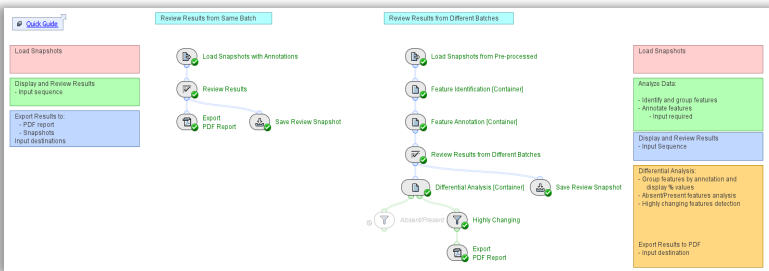 Quick Guide
Review Results from Same Batch
Review Results from Different Batches
Load Snapshots
Display and Review Results
- Input sequence
Export Results to:
- PDF report
- Snapshots
Input destinations
Load Snapshots with Annotations
Review Results
Export
PDF Report
Save Review Snapshot
Load Snapshots from Pre-processed
Feature Identification [Container]
Feature Annotation [Container]
Review Results from Different Batches
Differential Analysis [Container]
Save Review Snapshot
Absent/Present
Highly Changing
Export
PDF Report
Load Snapshots
Analyze Data:
- Identify and group features
- Annotate features
- Input required
Display and Review Results
- Input Sequence
Differential Analysis:
- Group features by annotation and
display % values
- Absent/Present features analysis
- Highly changing features detection
Export Results to PDF
- Input destination